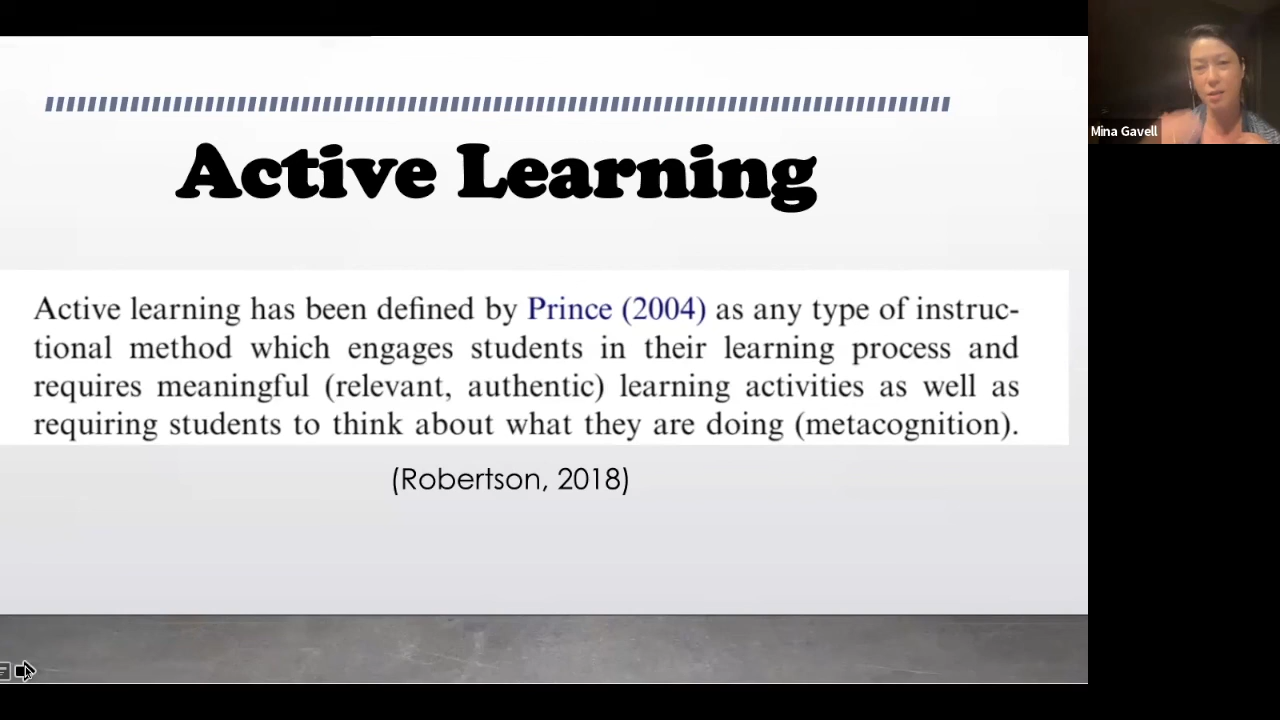 Active Learning
Active learning has been defined by Prince (2004) as any type of instruc-
tional method which engages students in their learning process and
requires meaningful (relevant, authentic) learning activities as well as
requiring students to think about what they are doing (metacognition).
(Robertson, 2018)
Mina Gavell